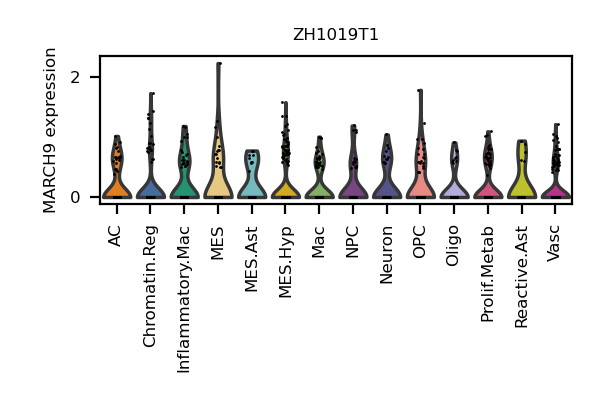 ZH1019T1
MARCH9 expression
2
0
AC
Chromatin.Reg
Inflammatory.Mac
MES
MES.Ast
MES.Hyp
Mac
NPC
Neuron
OPC
Oligo
Prolif.Metab
Reactive.Ast
Vasc